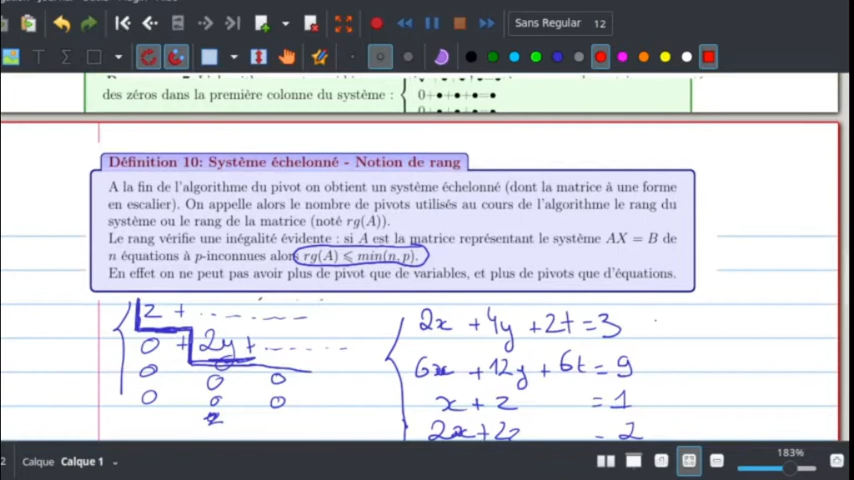 Sans Regular 12
des zéros dans la première colonne du système :
0+•+•+•=•
Définition 10: Système échelonné - Notion de rang
A la fin de l'algorithme du pivot on obtient un système échelonné (dont la matrice à une forme
en escalier). On appelle alors le nombre de pivots utilisés au cours de l'algorithme le rang du
système ou le rang de la matrice (noté rg(A)).
Le rang vérifie une inégalité évidente : si A est la matrice représentant le système AX = B de
n équations à p-inconnues alors rg(A) ⩽ min(n, p).
En effet on ne peut pas avoir plus de pivot que de variables, et plus de pivots que d'équations.
2 + - - - - - -
0 + 2y + - - - -
0 0 0
0 0 0
2x + 4y + 2t = 3
6x + 12y + 6t = 9
x + z = 1
2x + 2z = 2
2 Calque Calque 1
183%